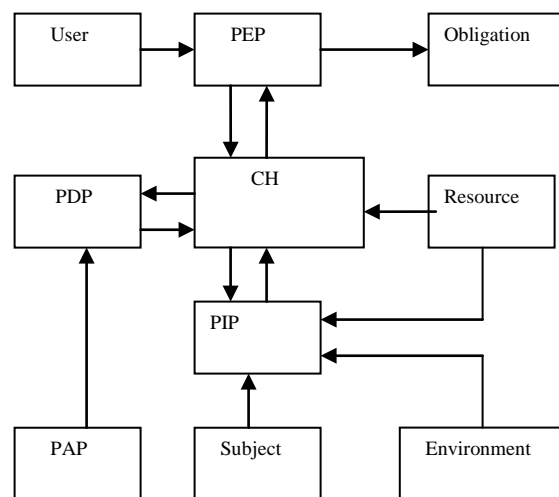 User
PEP
Obligation
CH
PDP
Resource
PIP
PAP
Subject
Environment